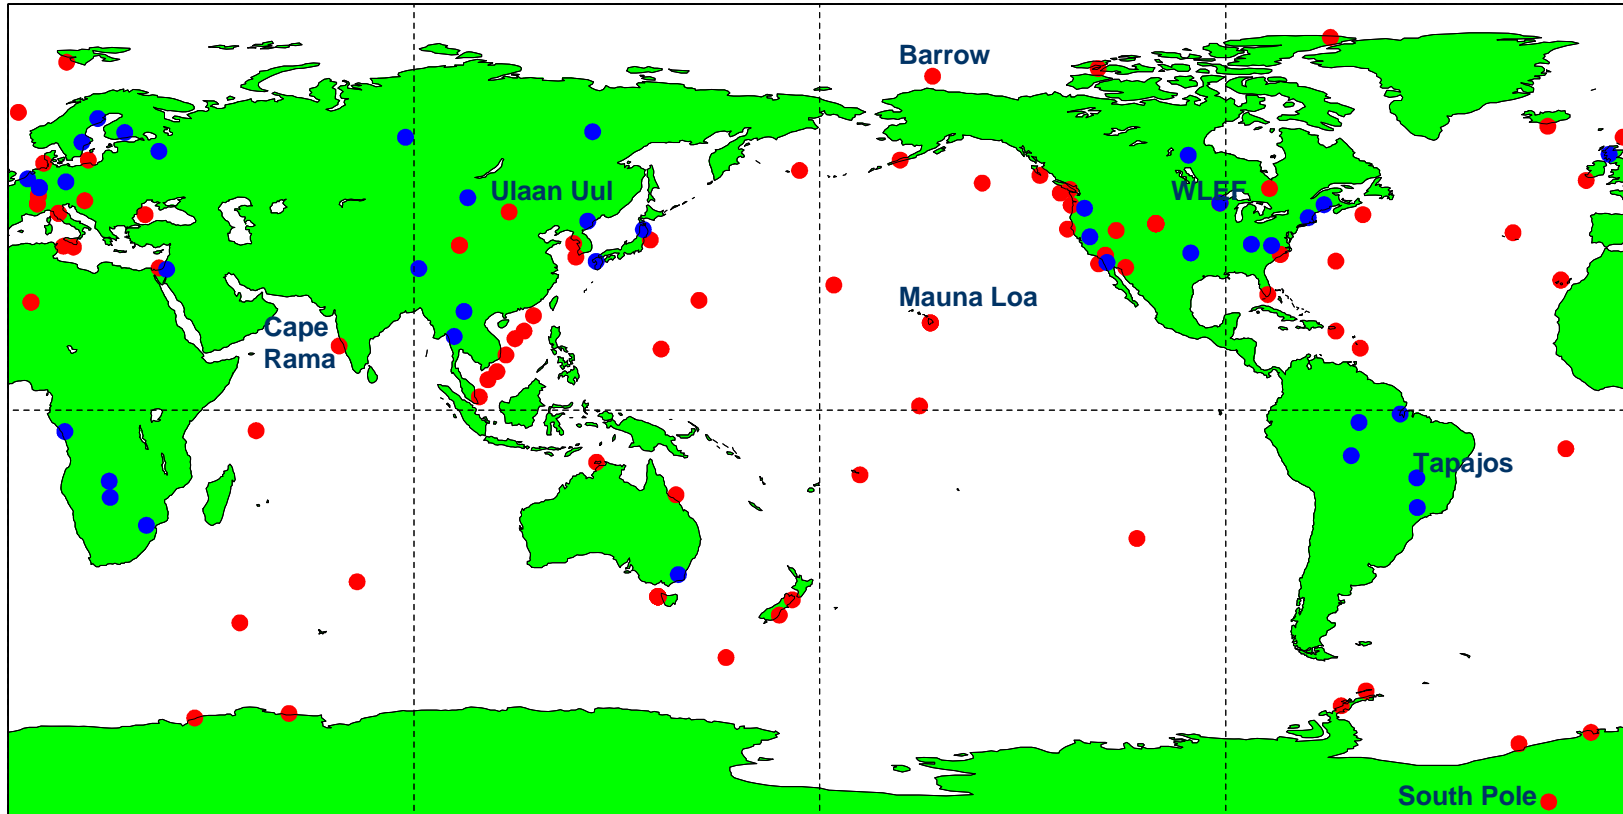 Barrow
Ulaan Uul
WLEF
Mauna Loa
Cape
Rama
Tapajos
South Pole